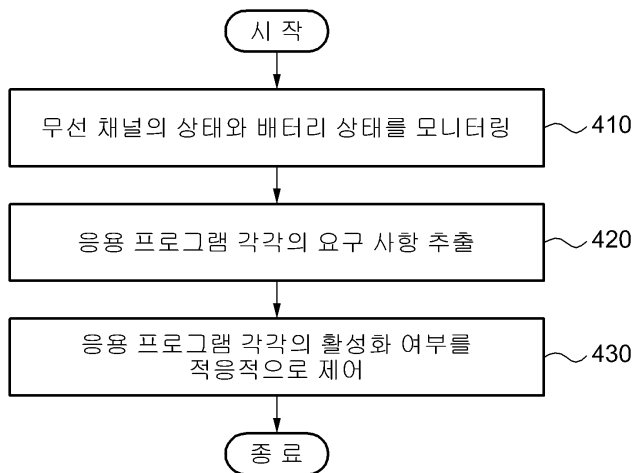 시 작
무선 채널의 상태와 배터리 상태를 모니터링
410
응용 프로그램 각각의 요구 사항 추출
420
응용 프로그램 각각의 활성화 여부를
적응적으로 제어
430
종 료